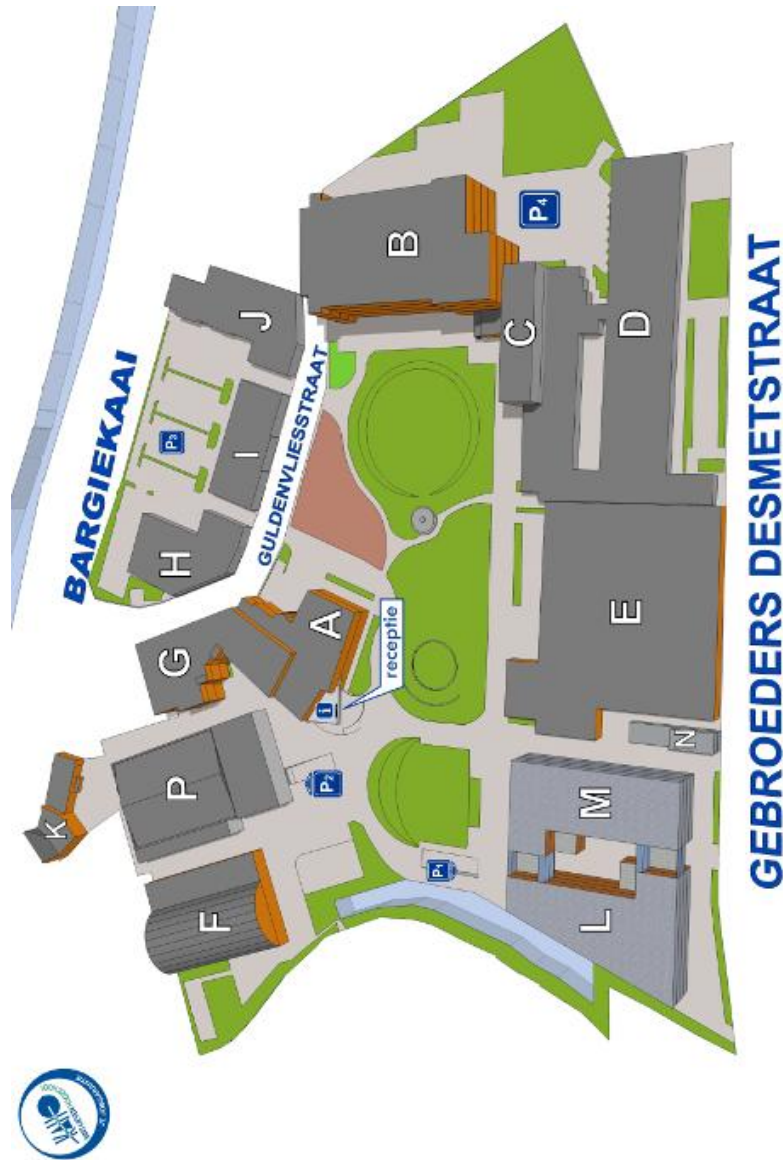 BARGIEKAAI
GULDENVLIESSTRAAT
K
F
P
G
H
I
J
P3
A
B
i
receptie
P2
P1
P4
C
L
M
N
E
D
GEBROEDERS DESMETSTRAAT